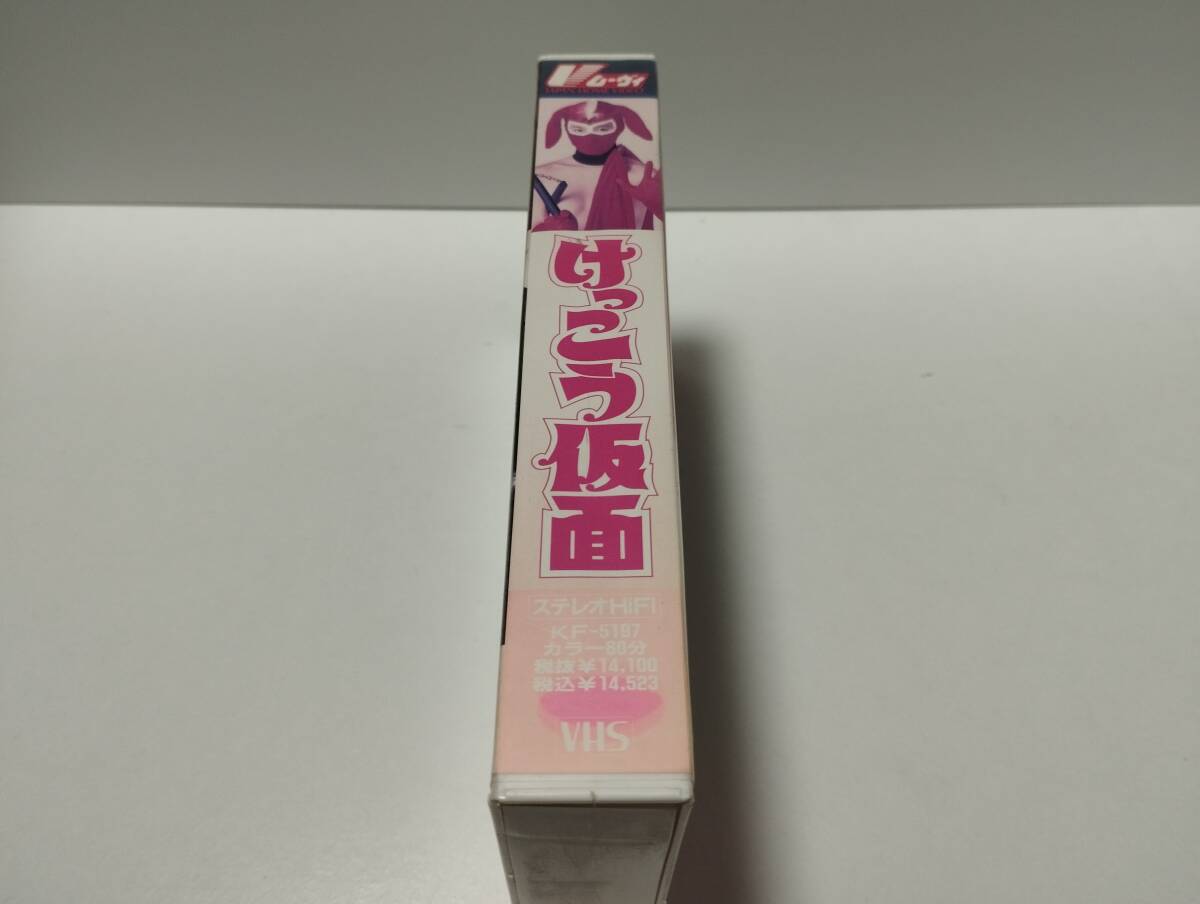 Vムーヴィ
JAPAN HOME VIDEO
けっこう仮面
ステレオHiFi
KF-5197
カラー80分
税抜¥14,100
税込¥14,523
VHS